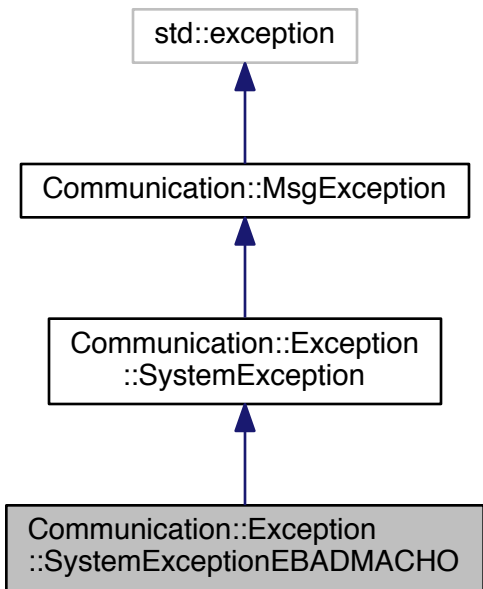 std::exception
Communication::MsgException
Communication::Exception
::SystemException
Communication::Exception
::SystemExceptionEBADMACHO